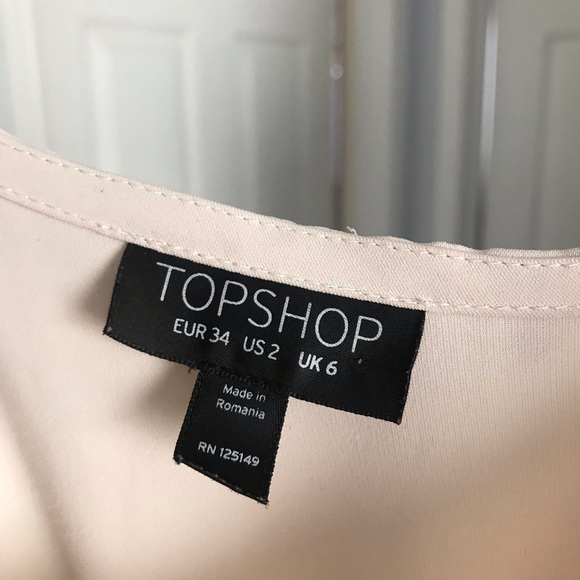 TOPSHOP
EUR 34 US 2 UK 6
Made in
Romania
RN 125149